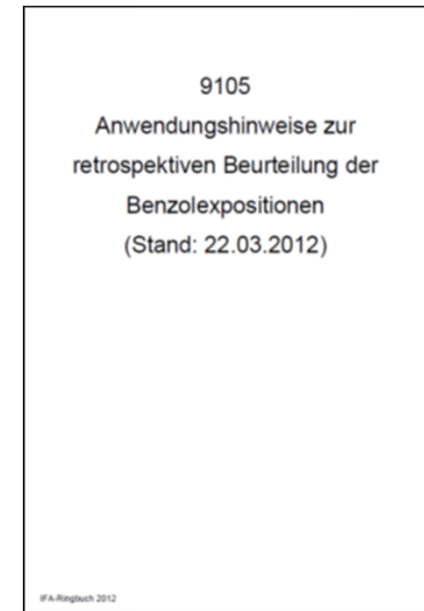 9105
Anwendungshinweise zur
retrospektiven Beurteilung der
Benzolexpositionen
(Stand: 22.03.2012)
IFA-Ringbuch 2012